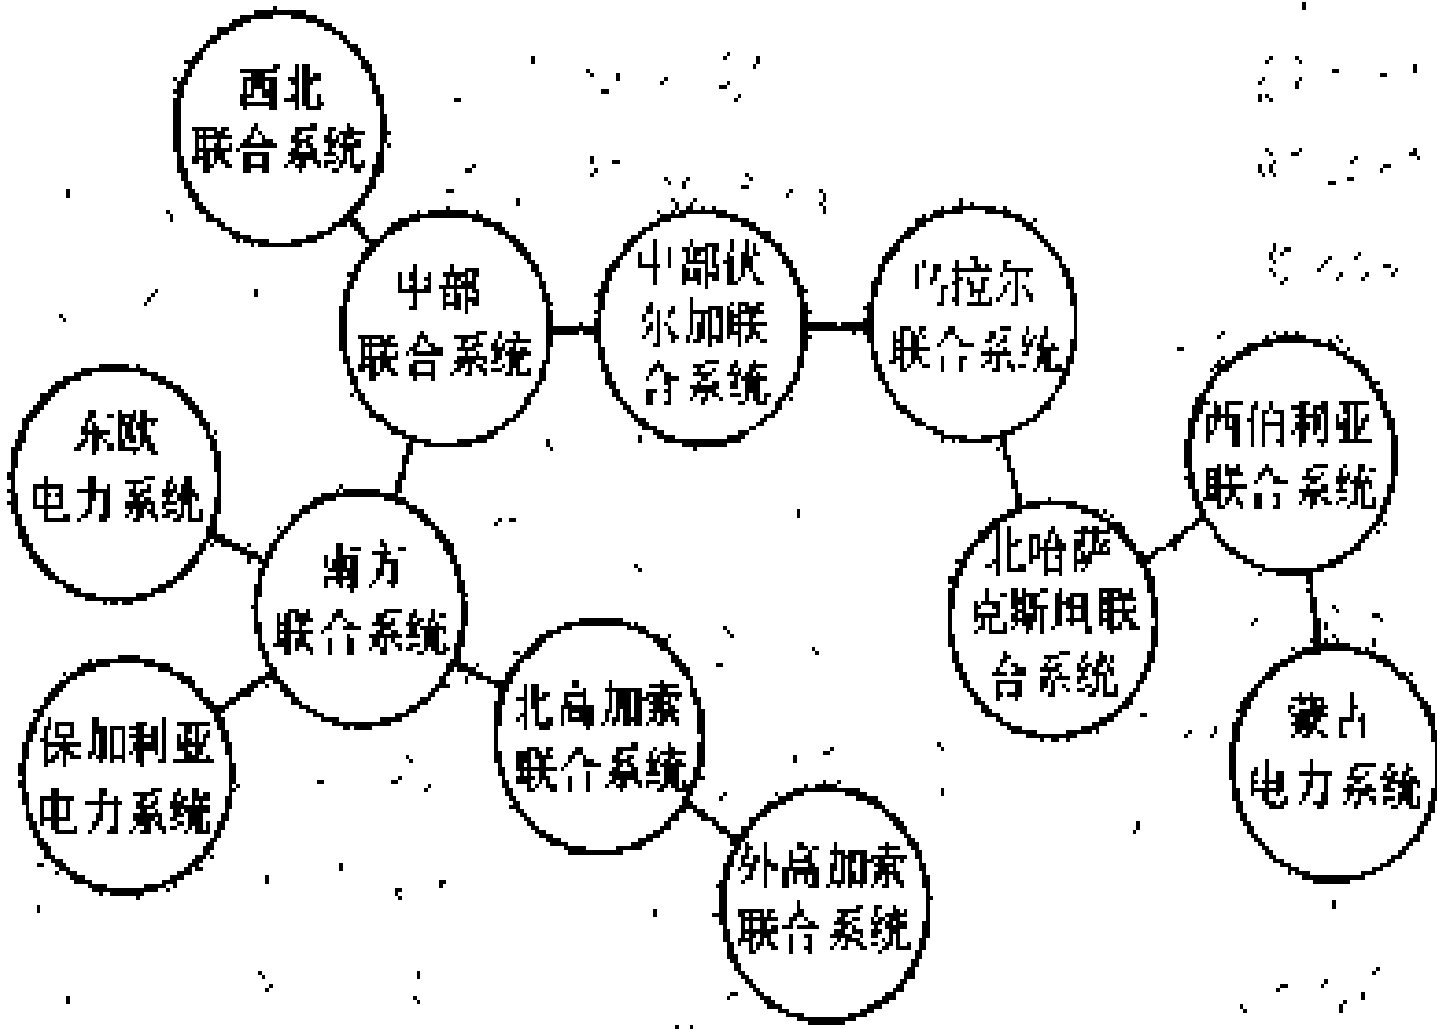 西北
联合系统
中部
联合系统
中部伏
尔加联
合系统
乌拉尔
联合系统
西伯利亚
联合系统
东欧
电力系统
南方
联合系统
北哈萨
克斯坦联
合系统
保加利亚
电力系统
北高加索
联合系统
蒙古
电力系统
外高加索
联合系统